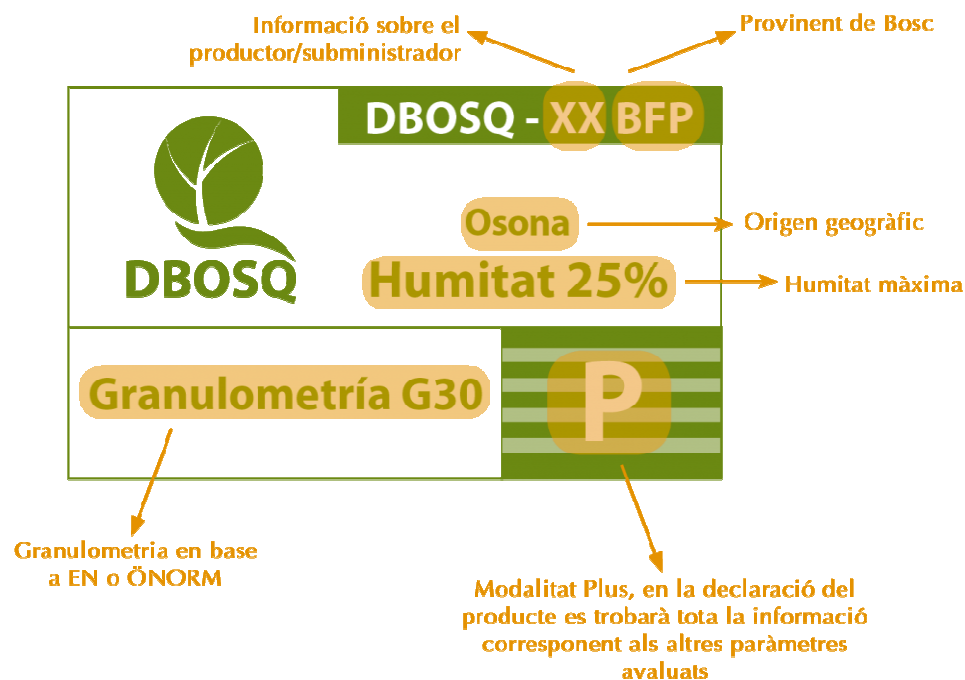 Informació sobre el
productor/subministrador
Provinent de Bosc
DBOSQ - XX BFP
DBOSQ
Osona
Origen geogràfic
Humitat 25%
Humitat màxima
Granulometría G30
P
Granulometria en base
a EN o ÖNORM
Modalitat Plus, en la declaració del
producte es trobarà tota la informació
corresponent als altres paràmetres
avaluats